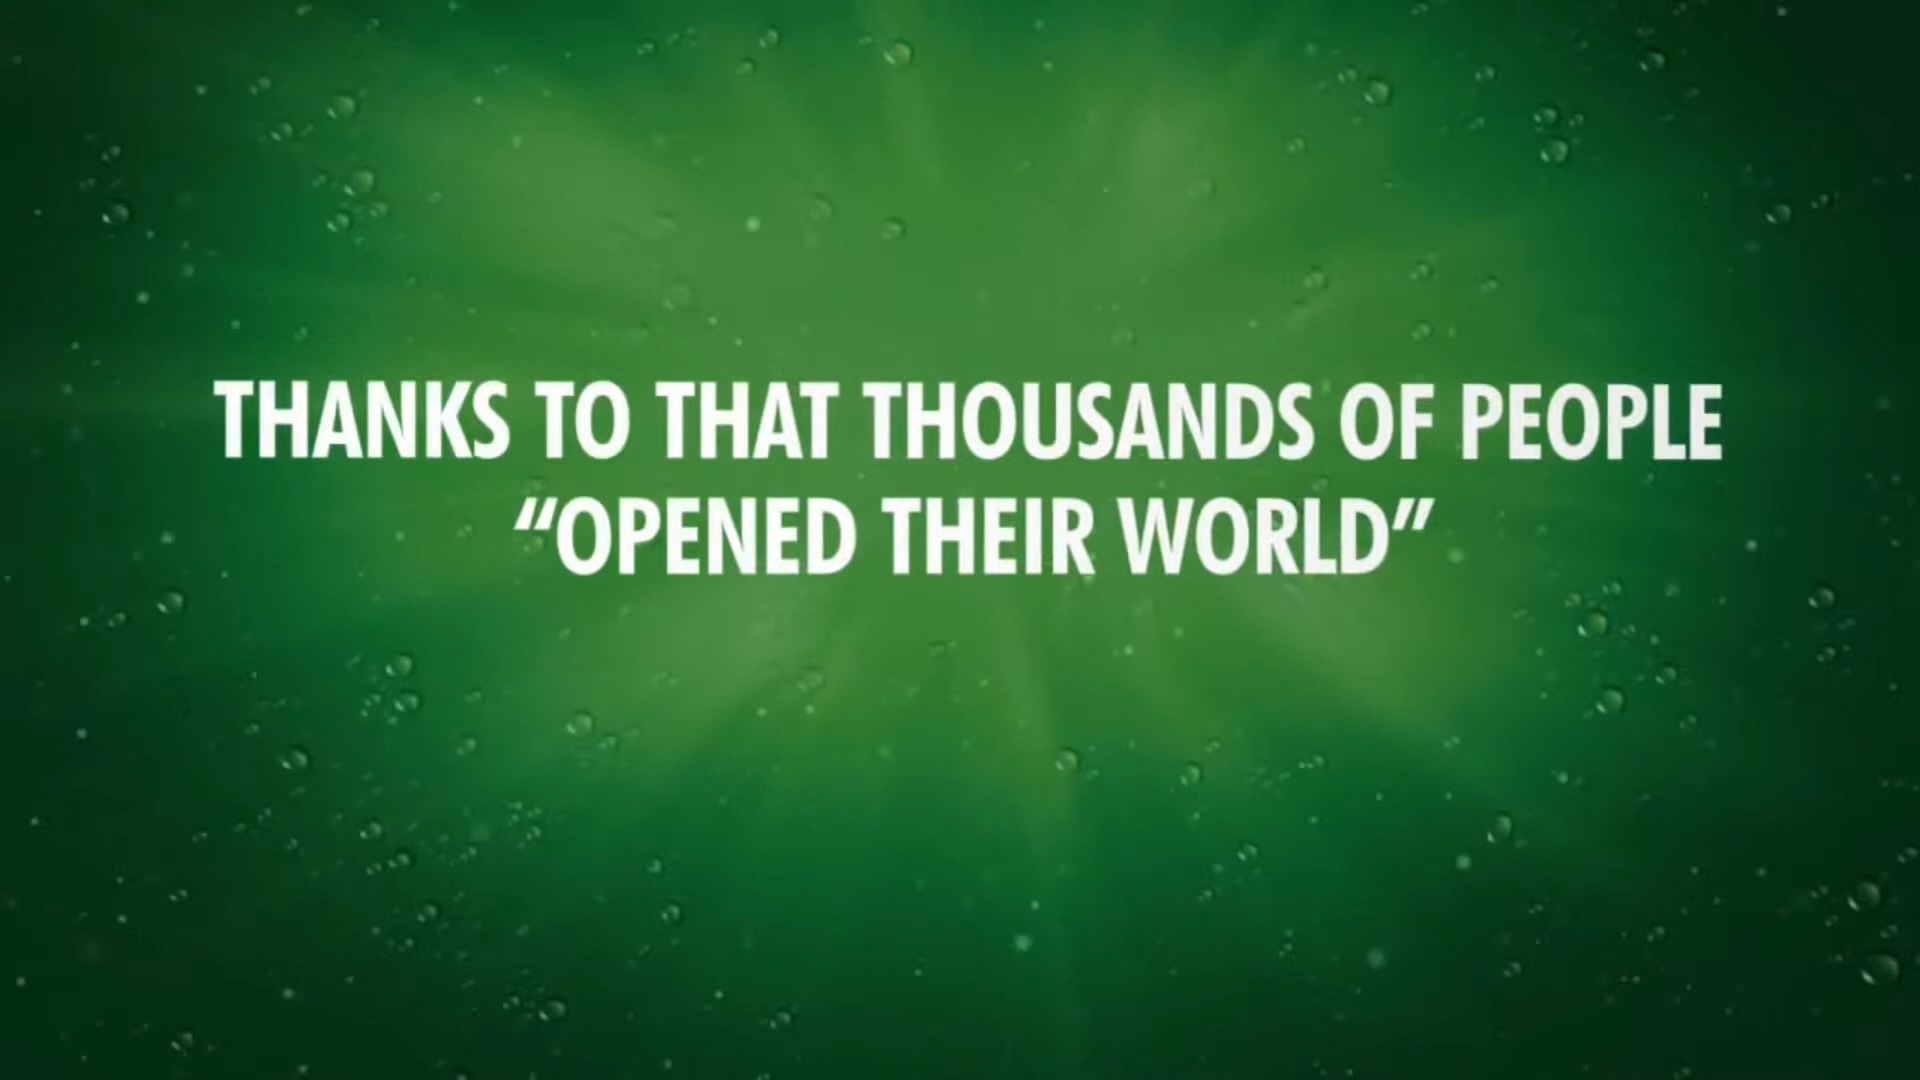 THANKS TO THAT THOUSANDS OF PEOPLE
“OPENED THEIR WORLD”